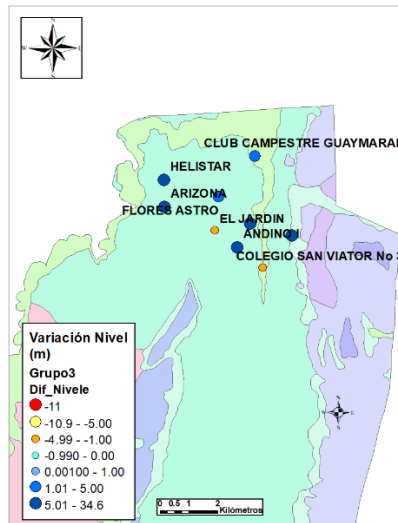 N
W
E
S
CLUB CAMPESTRE GUAYMARAL
HELISTAR
ARIZONA
FLORES ASTRO
EL JARDIN
ANDINO I
COLEGIO SAN VIATOR No 3
Variación Nivel
(m)
Grupo3
Dif_Nivele
-11
-10.9 - -5.00
-4.99 - -1.00
-0.990 - 0.00
0.00100 - 1.00
1.01 - 5.00
5.01 - 34.6
N
W
E
S
0 0.5 1 2
Kilómetros